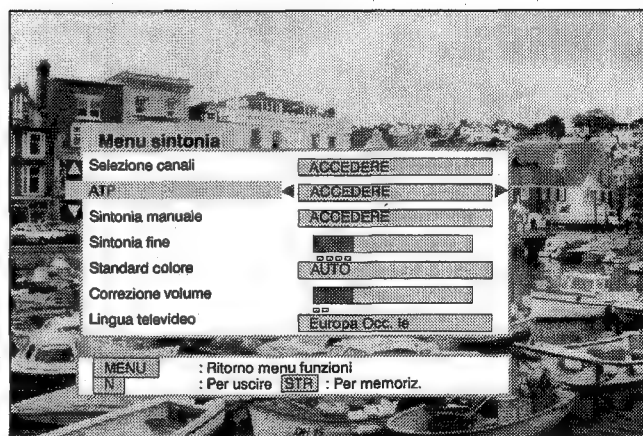 Menu sintonia
Selezione canali ACCEDERE
ATP ACCEDERE
Sintonia manuale ACCEDERE
Sintonia fine
Standard colore AUTO
Correzione volume
Lingua televideo Europa Occ. le
MENU : Ritorno menu funzioni
N : Per uscire STR : Per memoriz.